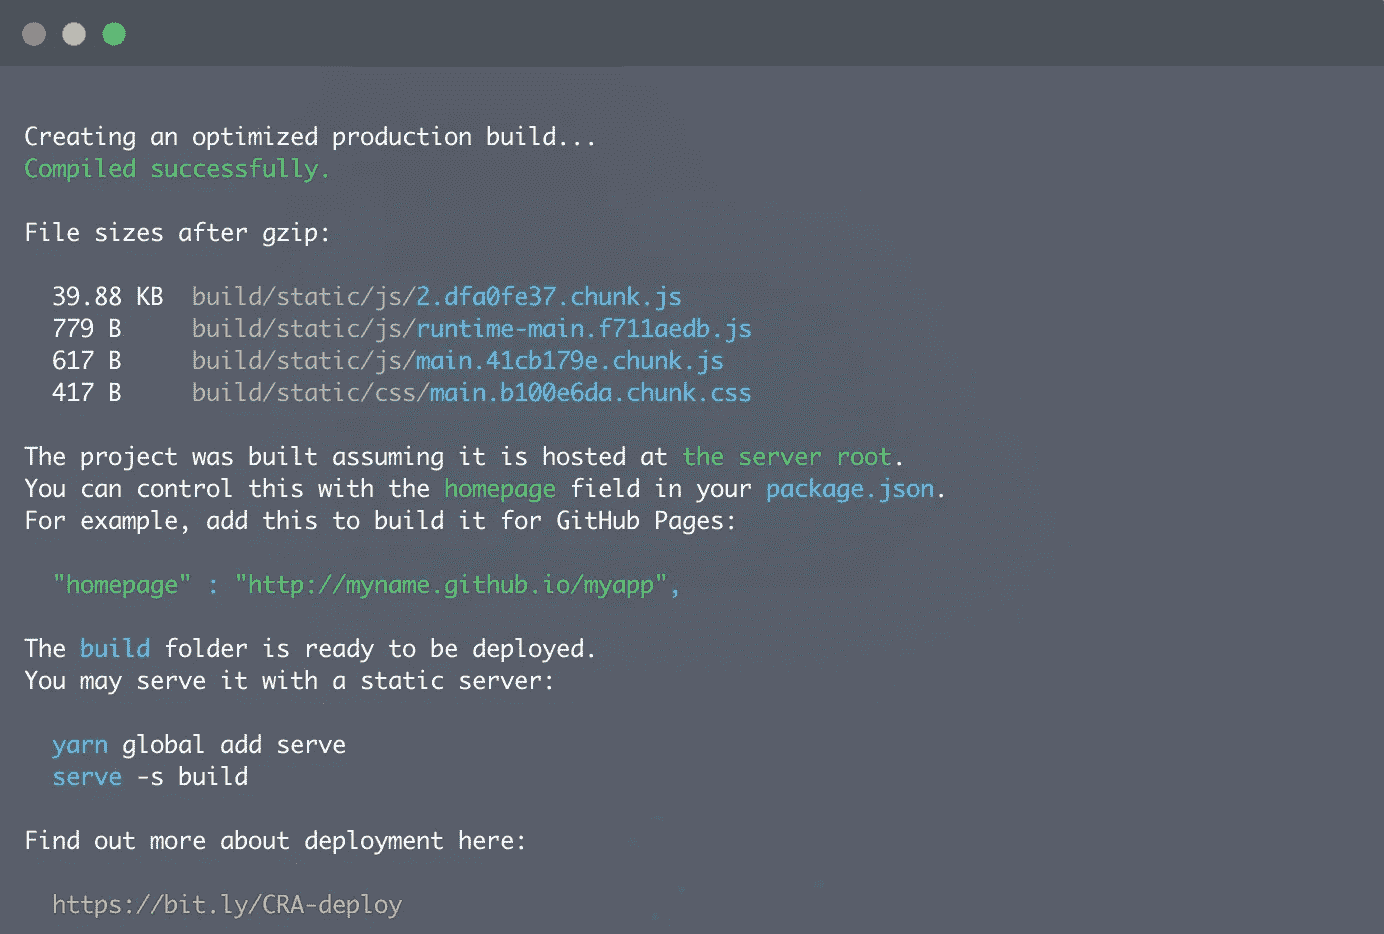 Creating an optimized production build...
Compiled successfully.
File sizes after gzip:
39.88 KB  build/static/js/2.dfa0fe37.chunk.js
779 B     build/static/js/runtime-main.f711aedb.js
617 B     build/static/js/main.41cb179e.chunk.js
417 B     build/static/css/main.b100e6da.chunk.css
The project was built assuming it is hosted at the server root.
You can control this with the homepage field in your package.json.
For example, add this to build it for GitHub Pages:
"homepage" : "http://myname.github.io/myapp",
The build folder is ready to be deployed.
You may serve it with a static server:
yarn global add serve
serve -s build
Find out more about deployment here:
https://bit.ly/CRA-deploy